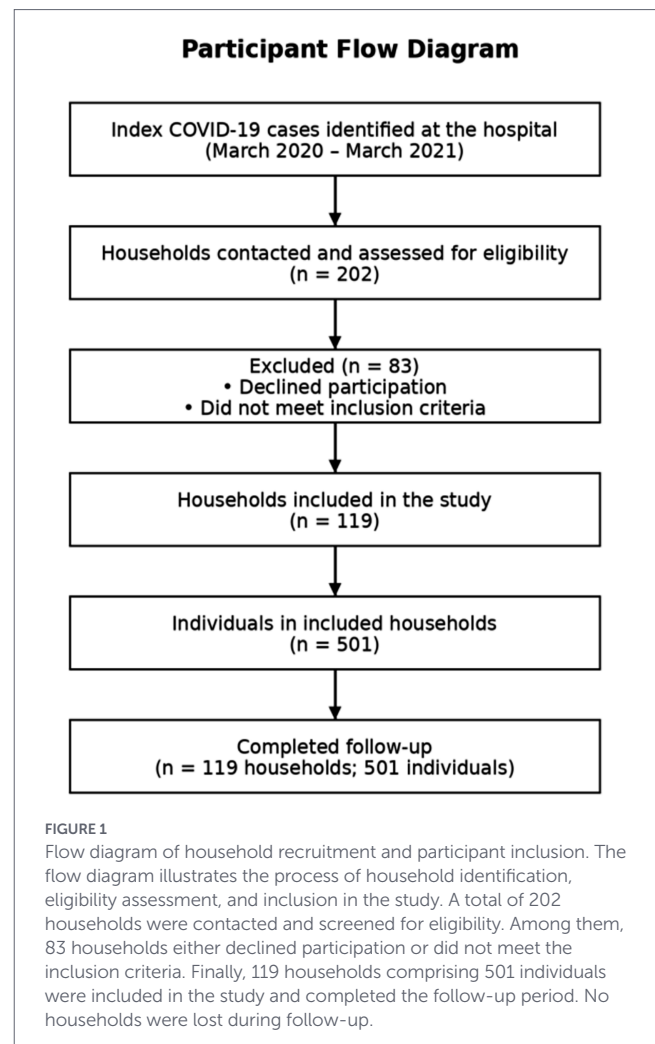 Participant Flow Diagram
Index COVID-19 cases identified at the hospital
(March 2020 – March 2021)
Households contacted and assessed for eligibility
(n = 202)
Excluded (n = 83)
• Declined participation
• Did not meet inclusion criteria
Households included in the study
(n = 119)
Individuals in included households
(n = 501)
Completed follow-up
(n = 119 households; 501 individuals)
FIGURE 1
Flow diagram of household recruitment and participant inclusion. The
flow diagram illustrates the process of household identification,
eligibility assessment, and inclusion in the study. A total of 202
households were contacted and screened for eligibility. Among them,
83 households either declined participation or did not meet the
inclusion criteria. Finally, 119 households comprising 501 individuals
were included in the study and completed the follow-up period. No
households were lost during follow-up.